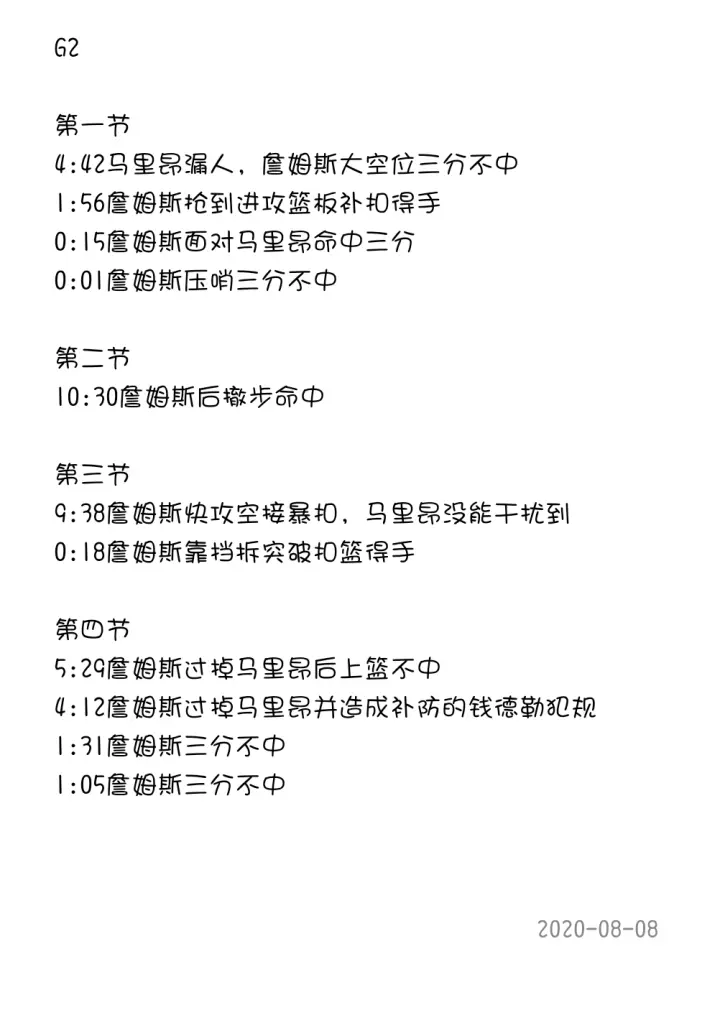 G2
第一节
4:42马里昂漏人，詹姆斯大空位三分不中
1:56詹姆斯抢到进攻篮板补扣得手
0:15詹姆斯面对马里昂命中三分
0:01詹姆斯压哨三分不中
第二节
10:30詹姆斯后撤步命中
第三节
9:38詹姆斯快攻空接暴扣，马里昂没能干扰到
0:18詹姆斯靠挡拆突破扣篮得手
第四节
5:29詹姆斯过掉马里昂后上篮不中
4:12詹姆斯过掉马里昂并造成补防的钱德勒犯规
1:31詹姆斯三分不中
1:05詹姆斯三分不中
2020-08-08